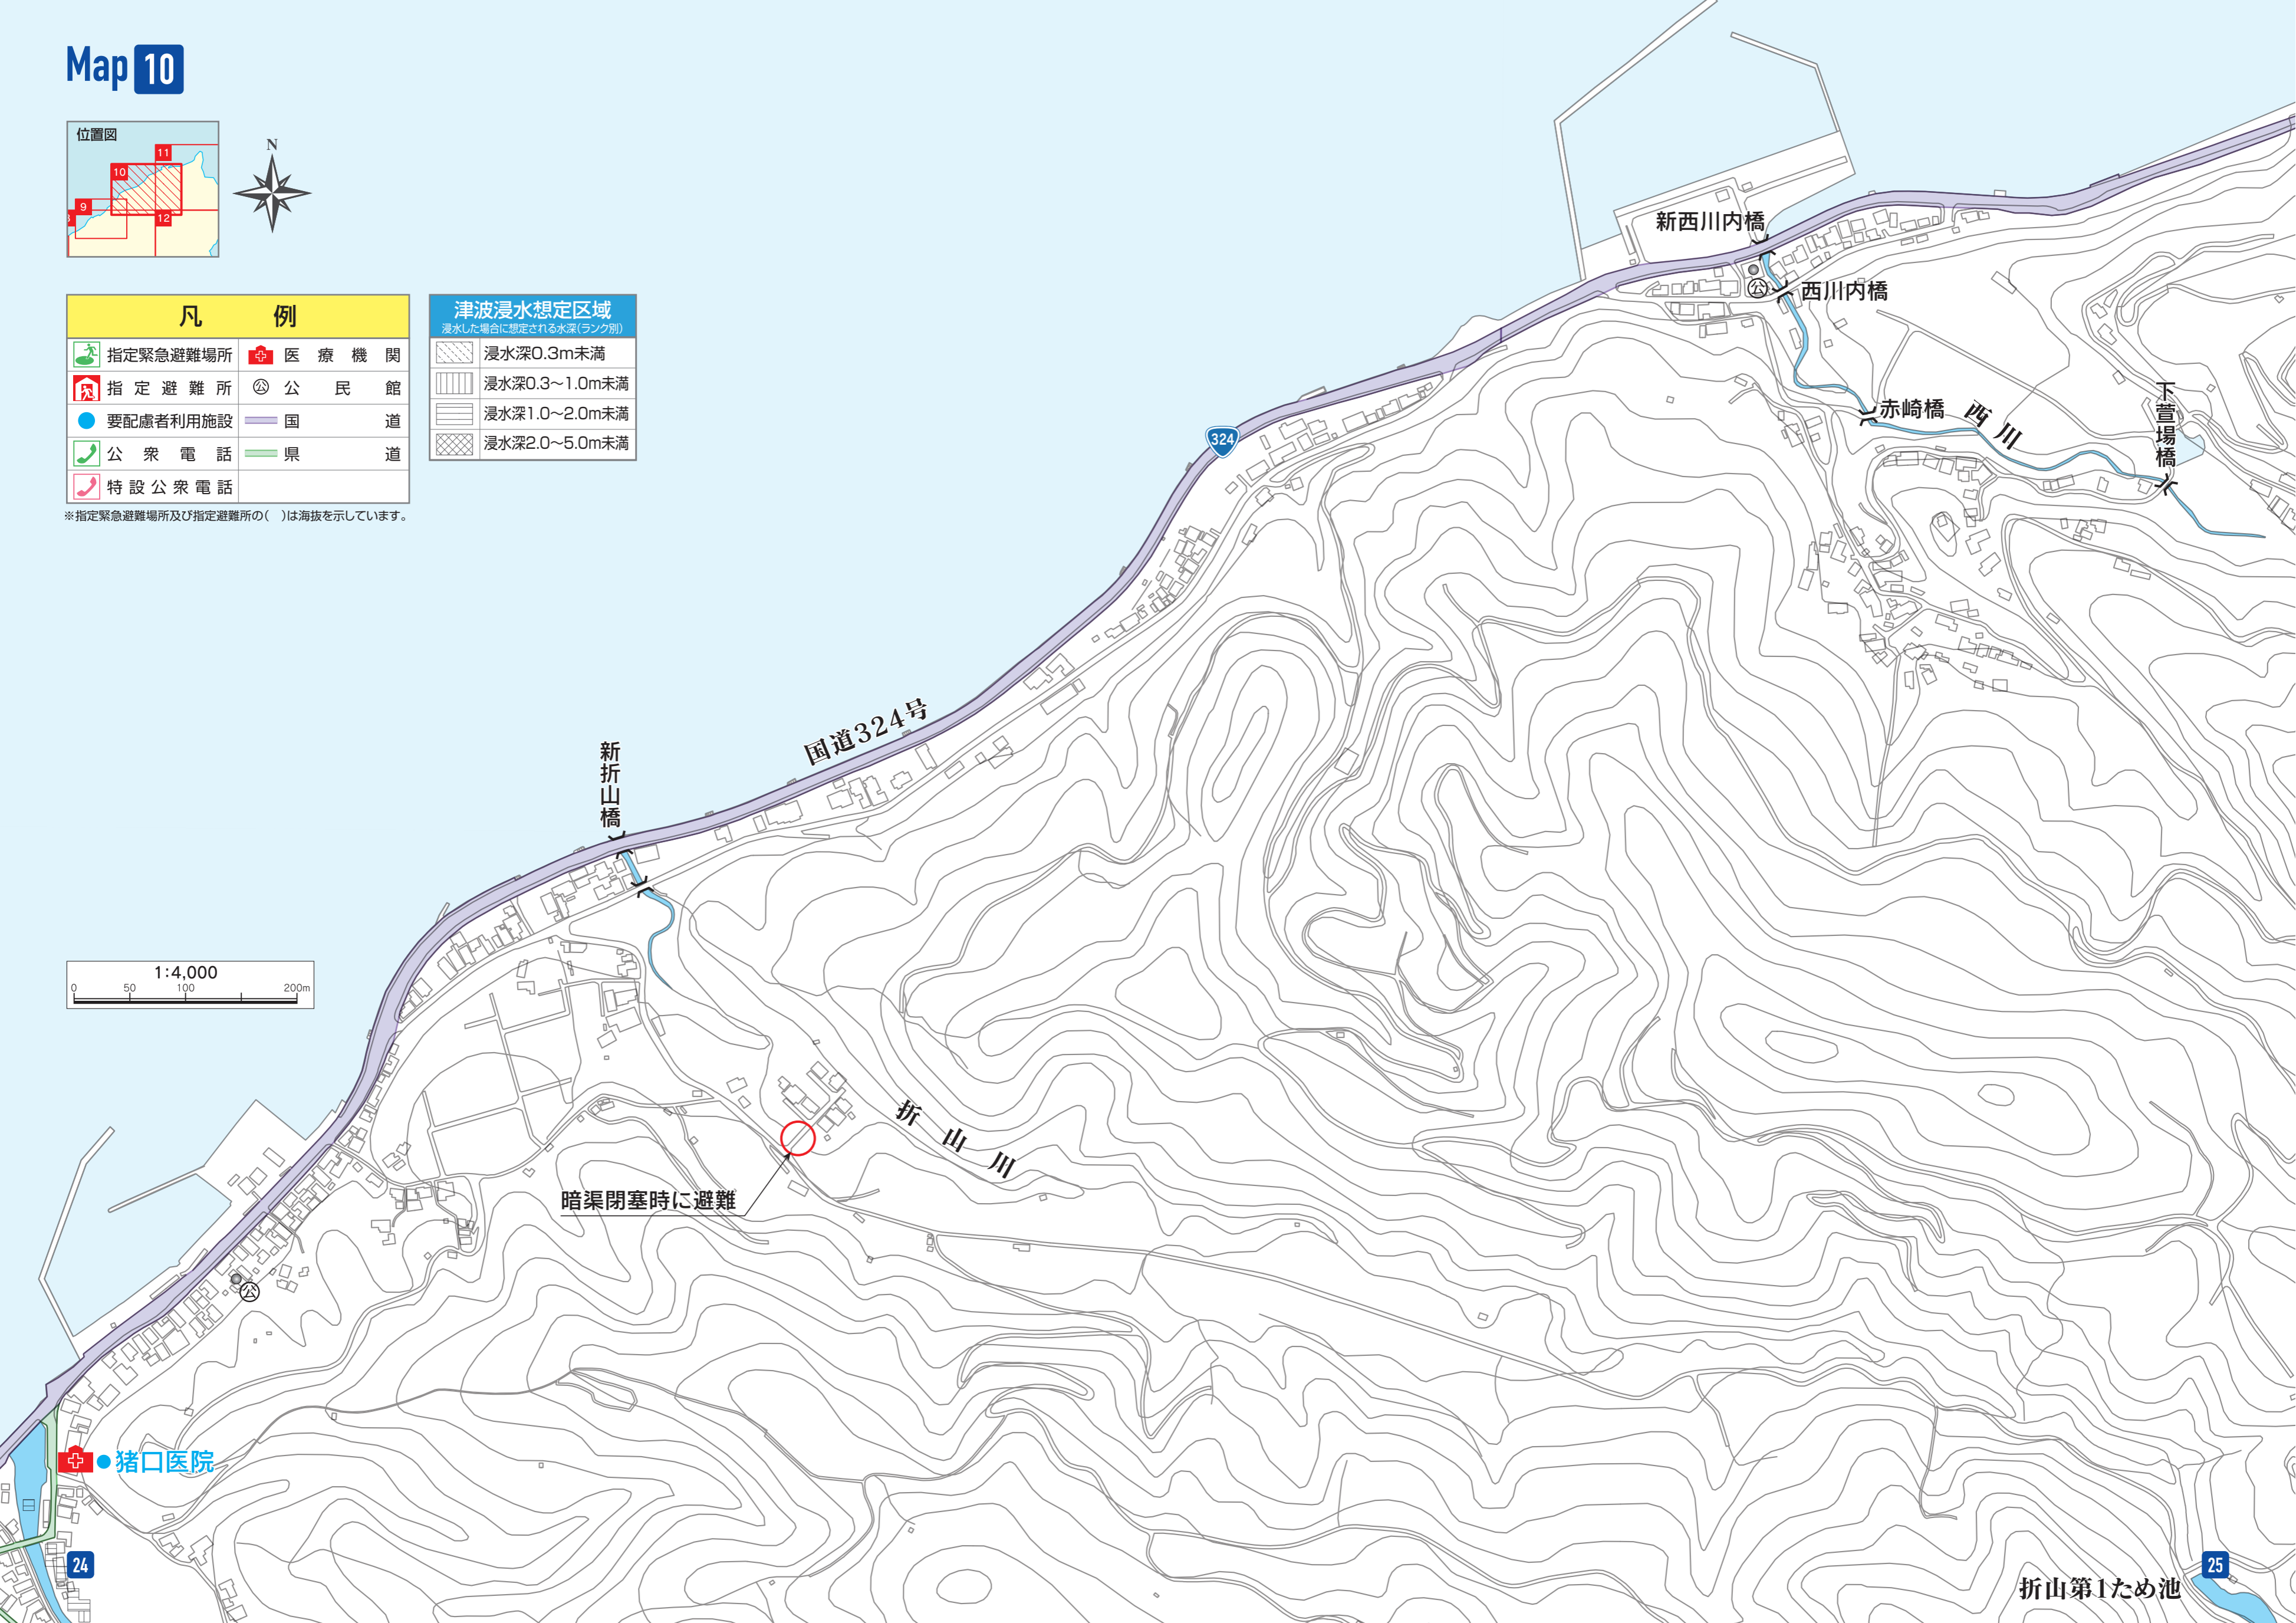 Map 10
位置図
11
10
9
12
N
凡 例
指定緊急避難場所
医療機関
指定避難所
公 公民館
要配慮者利用施設
国道
公衆電話
県道
特設公衆電話
※指定緊急避難場所及び指定避難所の( )は海抜を示しています。
津波浸水想定区域
浸水した場合に想定される水深(ランク別)
浸水深0.3m未満
浸水深0.3～1.0m未満
浸水深1.0～2.0m未満
浸水深2.0～5.0m未満
新西川内橋
公
西川内橋
赤崎橋
西川
下萱場橋
324
国道324号
新折山橋
1:4,000
0 50 100 200m
折山川
暗渠閉塞時に避難
公
猪口医院
24
25
折山第1ため池